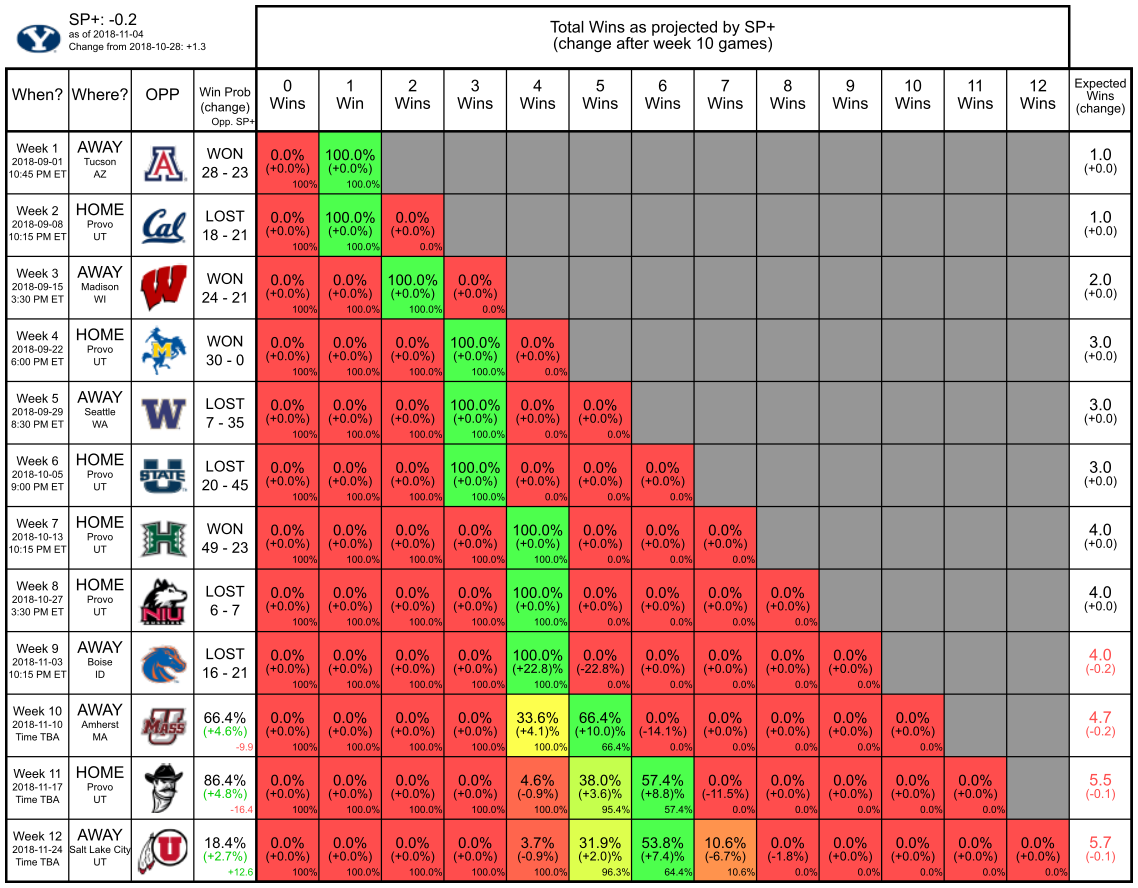 SP+: -0.2
as of 2018-11-04
Change from 2018-10-28: +1.3
Total Wins as projected by SP+
(change after week 10 games)
When? Where? OPP Win Prob (change) Opp. SP+ 0 Wins 1 Win 2 Wins 3 Wins 4 Wins 5 Wins 6 Wins 7 Wins 8 Wins 9 Wins 10 Wins 11 Wins 12 Wins Expected Wins (change)
Week 1 AWAY A WON 0.0% 100.0% 1.0
2018-09-01 Tucson 28 - 23 (+0.0%) (+0.0%) (+0.0)
10:45 PM ET AZ 100% 100.0%
Week 2 HOME Cal LOST 0.0% 100.0% 0.0% 1.0
2018-09-08 Provo 18 - 21 (+0.0%) (+0.0%) (+0.0%) (+0.0)
10:15 PM ET UT 100% 100.0% 0.0%
Week 3 AWAY W WON 0.0% 0.0% 100.0% 0.0% 2.0
2018-09-15 Madison 24 - 21 (+0.0%) (+0.0%) (+0.0%) (+0.0%) (+0.0)
3:30 PM ET WI 100% 100.0% 100.0% 0.0%
Week 4 HOME M WON 0.0% 0.0% 0.0% 100.0% 0.0% 3.0
2018-09-22 Provo 30 - 0 (+0.0%) (+0.0%) (+0.0%) (+0.0%) (+0.0%) (+0.0)
6:00 PM ET UT 100% 100.0% 100.0% 100.0% 0.0%
Week 5 AWAY W LOST 0.0% 0.0% 0.0% 100.0% 0.0% 0.0% 3.0
2018-09-29 Seattle 7 - 35 (+0.0%) (+0.0%) (+0.0%) (+0.0%) (+0.0%) (+0.0%) (+0.0)
8:30 PM ET WA 100% 100.0% 100.0% 100.0% 0.0% 0.0%
Week 6 HOME U STATE LOST 0.0% 0.0% 0.0% 100.0% 0.0% 0.0% 0.0% 3.0
2018-10-05 Provo 20 - 45 (+0.0%) (+0.0%) (+0.0%) (+0.0%) (+0.0%) (+0.0%) (+0.0%) (+0.0)
9:00 PM ET UT 100% 100.0% 100.0% 100.0% 0.0% 0.0% 0.0%
Week 7 HOME H WON 0.0% 0.0% 0.0% 0.0% 100.0% 0.0% 0.0% 0.0% 4.0
2018-10-13 Provo 49 - 23 (+0.0%) (+0.0%) (+0.0%) (+0.0%) (+0.0%) (+0.0%) (+0.0%) (+0.0%) (+0.0)
10:15 PM ET UT 100% 100.0% 100.0% 100.0% 100.0% 0.0% 0.0% 0.0%
Week 8 HOME NIU LOST 0.0% 0.0% 0.0% 0.0% 100.0% 0.0% 0.0% 0.0% 0.0% 4.0
2018-10-27 Provo 6 - 7 (+0.0%) (+0.0%) (+0.0%) (+0.0%) (+0.0%) (+0.0%) (+0.0%) (+0.0%) (+0.0%) (+0.0)
3:30 PM ET UT 100% 100.0% 100.0% 100.0% 100.0% 0.0% 0.0% 0.0% 0.0%
Week 9 AWAY LOST 0.0% 0.0% 0.0% 0.0% 100.0% 0.0% 0.0% 0.0% 0.0% 0.0% 4.0
2018-11-03 Boise 16 - 21 (+0.0%) (+0.0%) (+0.0%) (+0.0%) (+22.8)% (-22.8%) (+0.0%) (+0.0%) (+0.0%) (+0.0%) (-0.2)
10:15 PM ET ID 100% 100.0% 100.0% 100.0% 100.0% 0.0% 0.0% 0.0% 0.0% 0.0%
Week 10 AWAY U MASS 66.4% 0.0% 0.0% 0.0% 0.0% 33.6% 66.4% 0.0% 0.0% 0.0% 0.0% 0.0% 4.7
2018-11-10 Amherst (+4.6%) (+0.0%) (+0.0%) (+0.0%) (+0.0%) (+4.1)% (+10.0)% (-14.1%) (+0.0%) (+0.0%) (+0.0%) (+0.0%) (-0.2)
Time TBA MA -9.9 100% 100.0% 100.0% 100.0% 100.0% 66.4% 0.0% 0.0% 0.0% 0.0% 0.0%
Week 11 HOME 86.4% 0.0% 0.0% 0.0% 0.0% 4.6% 38.0% 57.4% 0.0% 0.0% 0.0% 0.0% 0.0% 5.5
2018-11-17 Provo (+4.8%) (+0.0%) (+0.0%) (+0.0%) (+0.0%) (-0.9%) (+3.6)% (+8.8)% (-11.5%) (+0.0%) (+0.0%) (+0.0%) (+0.0%) (-0.1)
Time TBA UT -16.4 100% 100.0% 100.0% 100.0% 100.0% 95.4% 57.4% 0.0% 0.0% 0.0% 0.0% 0.0%
Week 12 AWAY U 18.4% 0.0% 0.0% 0.0% 0.0% 3.7% 31.9% 53.8% 10.6% 0.0% 0.0% 0.0% 0.0% 0.0% 5.7
2018-11-24 Salt Lake City (+2.7%) (+0.0%) (+0.0%) (+0.0%) (+0.0%) (-0.9%) (+2.0)% (+7.4)% (-6.7%) (-1.8%) (+0.0%) (+0.0%) (+0.0%) (+0.0%) (-0.1)
Time TBA UT +12.6 100% 100.0% 100.0% 100.0% 100.0% 96.3% 64.4% 10.6% 0.0% 0.0% 0.0% 0.0% 0.0%